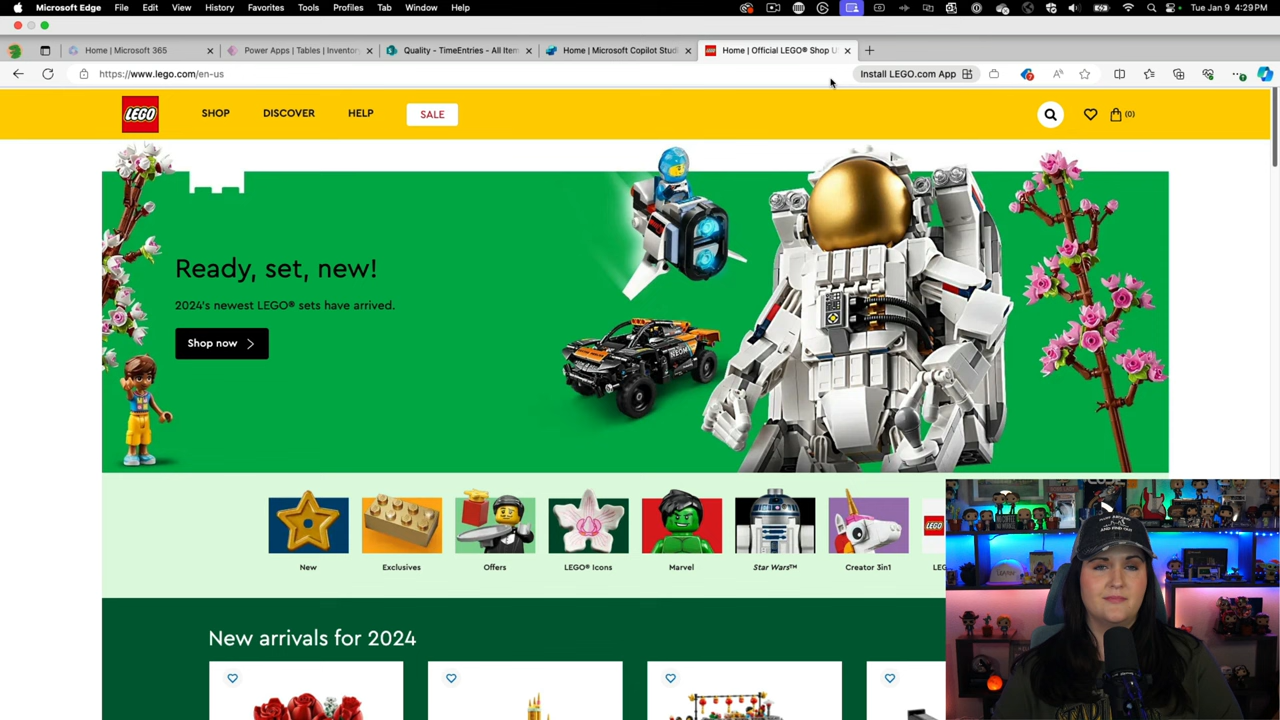 Microsoft Edge File Edit View History Favorites Tools Profiles Tab Window Help Tue Jan 9 4:29 PM
Home | Microsoft 365
Power Apps | Tables | Inventor
Quality - TimeEntries - All Item
Home | Microsoft Copilot Studi
Home | Official LEGO® Shop U
https://www.lego.com/en-us
Install LEGO.com App
LEGO
SHOP
DISCOVER
HELP
SALE
(0)
Ready, set, new!
2024's newest LEGO® sets have arrived.
Shop now
NEOM
LEGO
New
Exclusives
Offers
LEGO® Icons
Marvel
Star Wars™
Creator 3in1
LEG
New arrivals for 2024